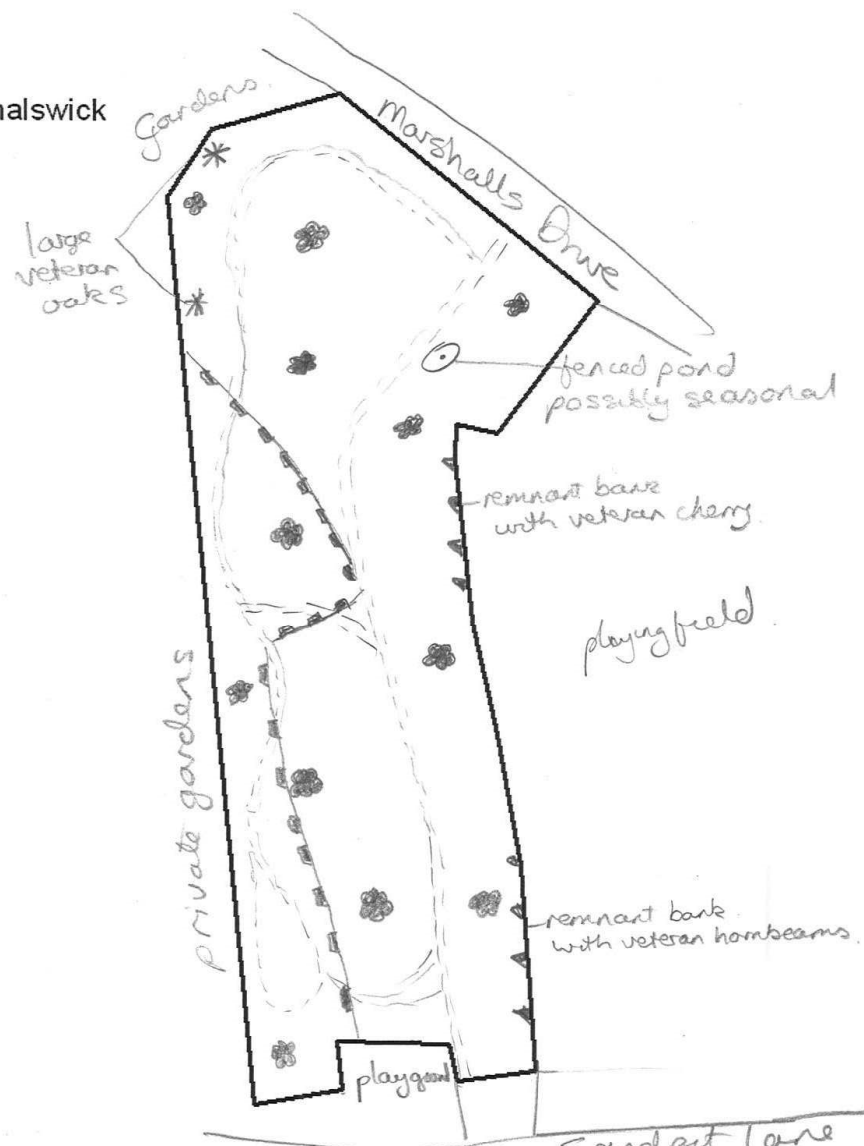 halswick
Gardens.
Marshalls Drive
large
veteran
oaks
fenced pond
possibly seasonal
remnant bank
with veteran cherry.
playing field.
private gardens
remnant bank
with veteran hornbeams.
playground
Lane